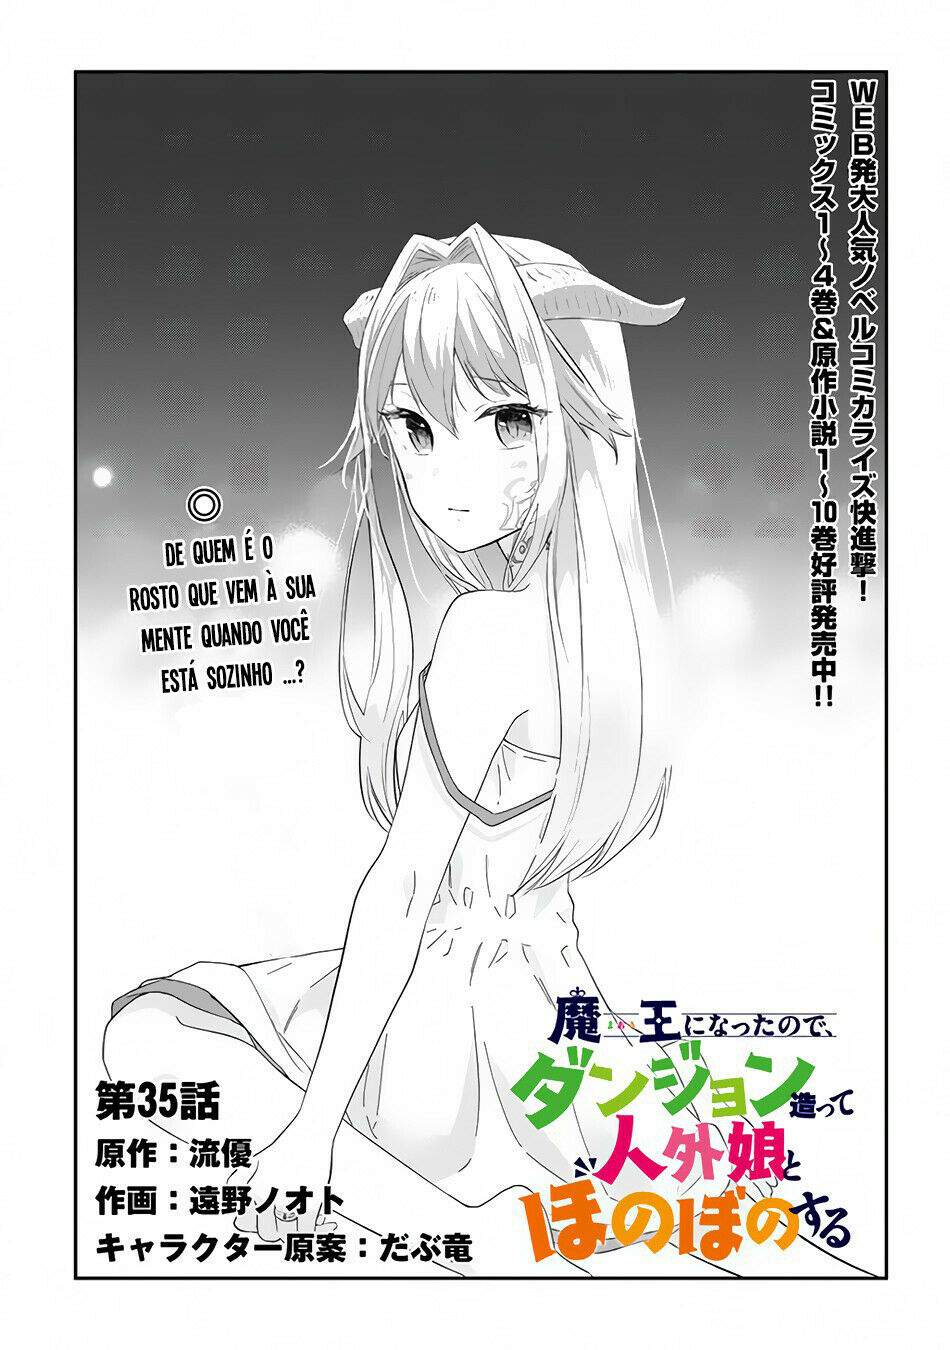 WEB発大人気ノベルコミカライズ快進撃！
コミックス1～4巻&原作小説1～10巻好評発売中!!
DE QUEM É O
ROSTO QUE VEM À SUA
MENTE QUANDO VOCÊ
ESTÁ SOZINHO ...?
魔王になったので、
まおう
ダンジョン造って
人外娘と
ほのぼのする
第35話
原作：流優
作画：遠野ノオト
キャラクター原案：だぶ竜